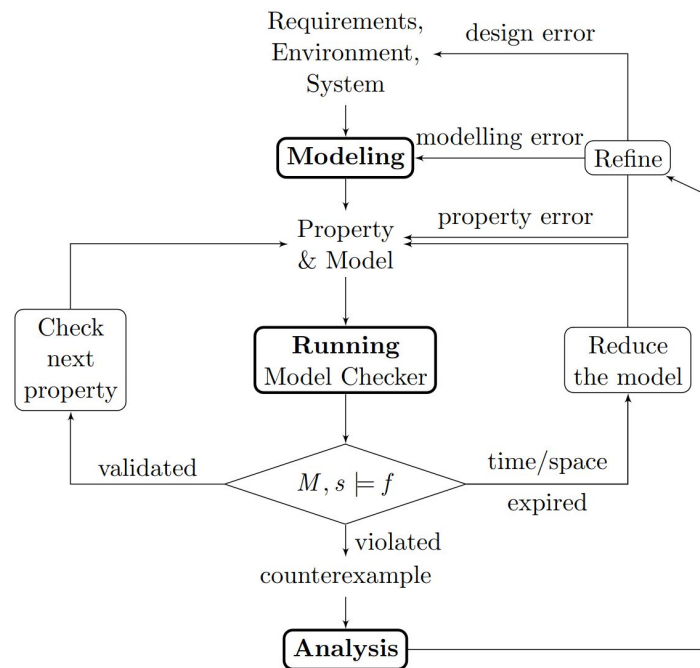 Requirements,
Environment,
System
design error
Modeling
modelling error
Refine
property error
Property
& Model
Check
next
property
Running
Model Checker
Reduce
the model
validated
M, s ⊨ f
time/space
expired
violated
counterexample
Analysis